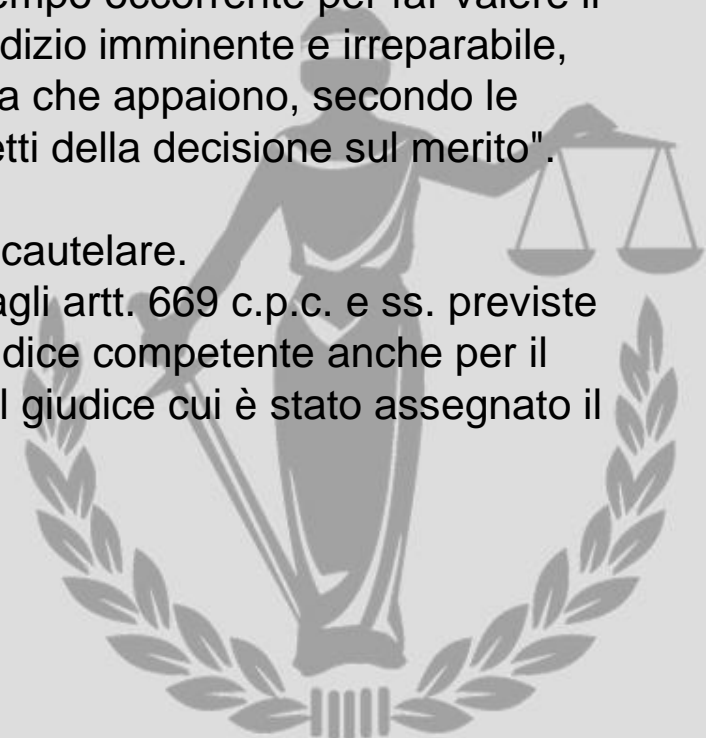 empo occorrente per far valere il
dizio imminente e irreparabile,
a che appaiono, secondo le
etti della decisione sul merito".
cautelare.
agli artt. 669 c.p.c. e ss. previste
dice competente anche per il
l giudice cui è stato assegnato il